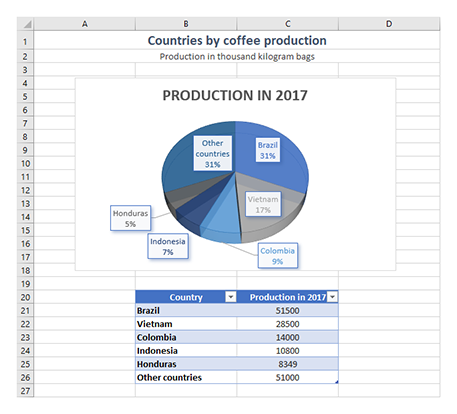 A B C D
1 Countries by coffee production
2 Production in thousand kilogram bags
3
4
5 PRODUCTION IN 2017
6
7
8 Other
9 countries Brazil
10 31% 31%
11
12 Vietnam
13 Honduras 17%
14 5%
15
16 Indonesia Colombia
17 7% 9%
18
19
20 Country Production in 2017
21 Brazil 51500
22 Vietnam 28500
23 Colombia 14000
24 Indonesia 10800
25 Honduras 8349
26 Other countries 51000
27